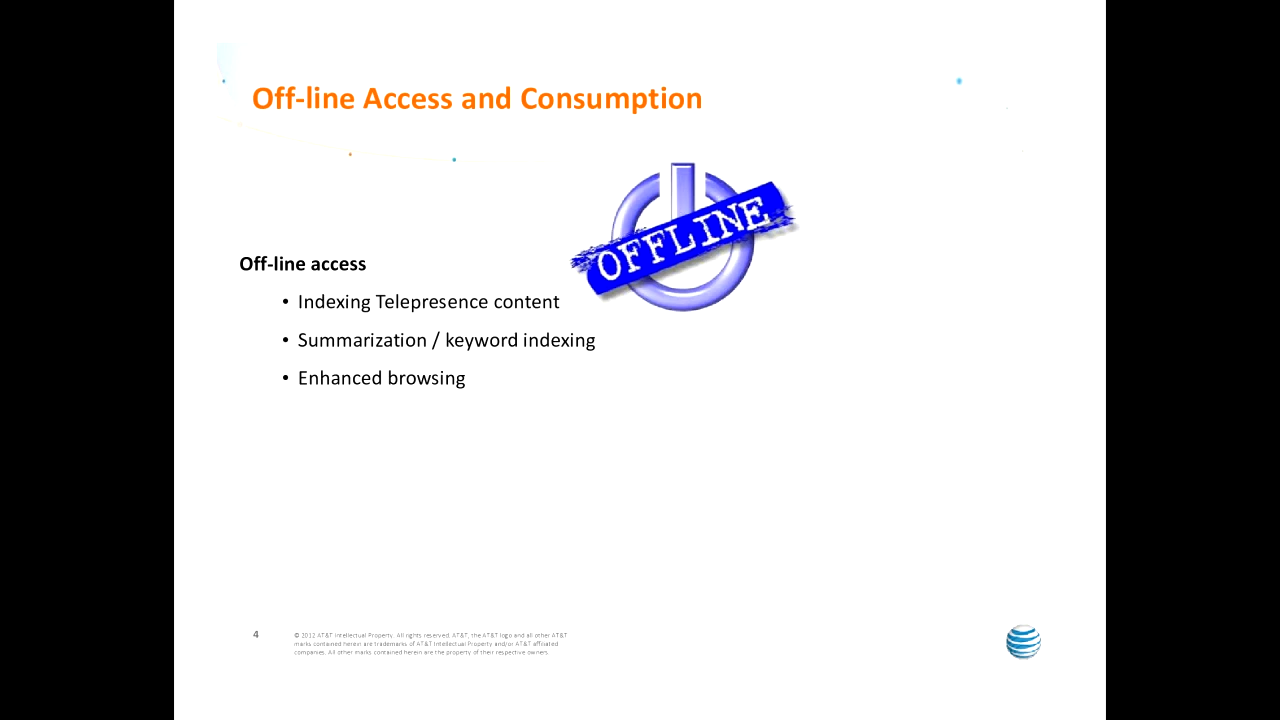 Off-line Access and Consumption
OFFLINE
Off-line access
• Indexing Telepresence content
• Summarization / keyword indexing
• Enhanced browsing
4
© 2012 AT&T Intellectual Property. All rights reserved. AT&T, the AT&T logo and all other AT&T
marks contained herein are trademarks of AT&T Intellectual Property and/or AT&T affiliated
companies. All other marks contained herein are the property of their respective owners.